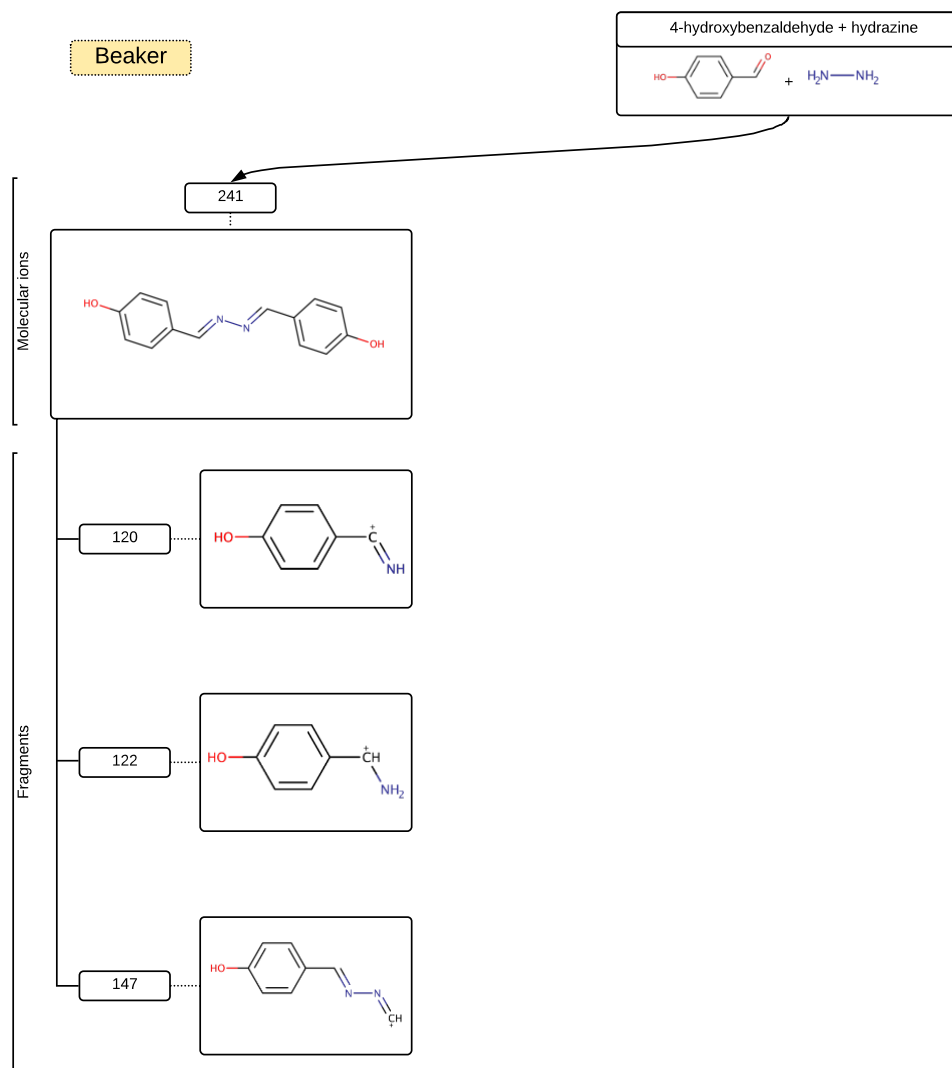 4-hydroxybenzaldehyde + hydrazine
Beaker
HO
O
+
H2N
NH2
241
Molecular ions
HO
N
N
OH
120
HO
+
C
NH
Fragments
122
HO
+
CH
NH2
147
HO
N
N
CH
+